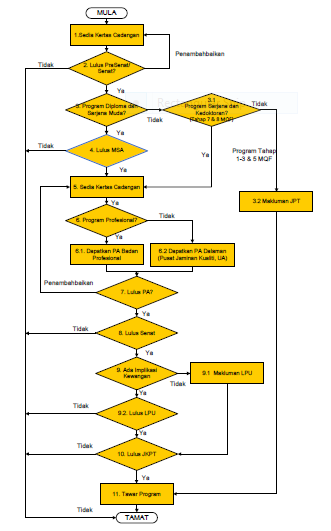 MULA
1.Sedia Kertas Cadangan
Penambahbaikan
Tidak
2. Lulus PraSenat/
Senat?
Ya
3. Program Diploma dan
Sarjana Muda?
Tidak
3.1
Program Sarjana dan
Kedoktoran?
(Tahap 7 & 8 MQF)
Tidak
Tidak
4. Lulus MSA
Ya
Ya
Program Tahap
1-3 & 5 MQF
5. Sedia Kertas Cadangan
Ya
3.2 Makluman JPT
6. Program Profesional?
Tidak
Ya
6.1. Dapatkan PA Badan
Profesional
6.2 Dapatkan PA Dalaman
(Pusat Jaminan Kualiti, UA)
Penambahbaikan
7. Lulus PA?
Ya
Tidak
8. Lulus Senat
Ya
9. Ada Implikasi
Kewangan
Tidak
9.1 Makluman LPU
Ya
Tidak
9.2. Lulus LPU
Ya
Tidak
10. Lulus JKPT
Ya
11. Tawar Program
Tidak
TAMAT